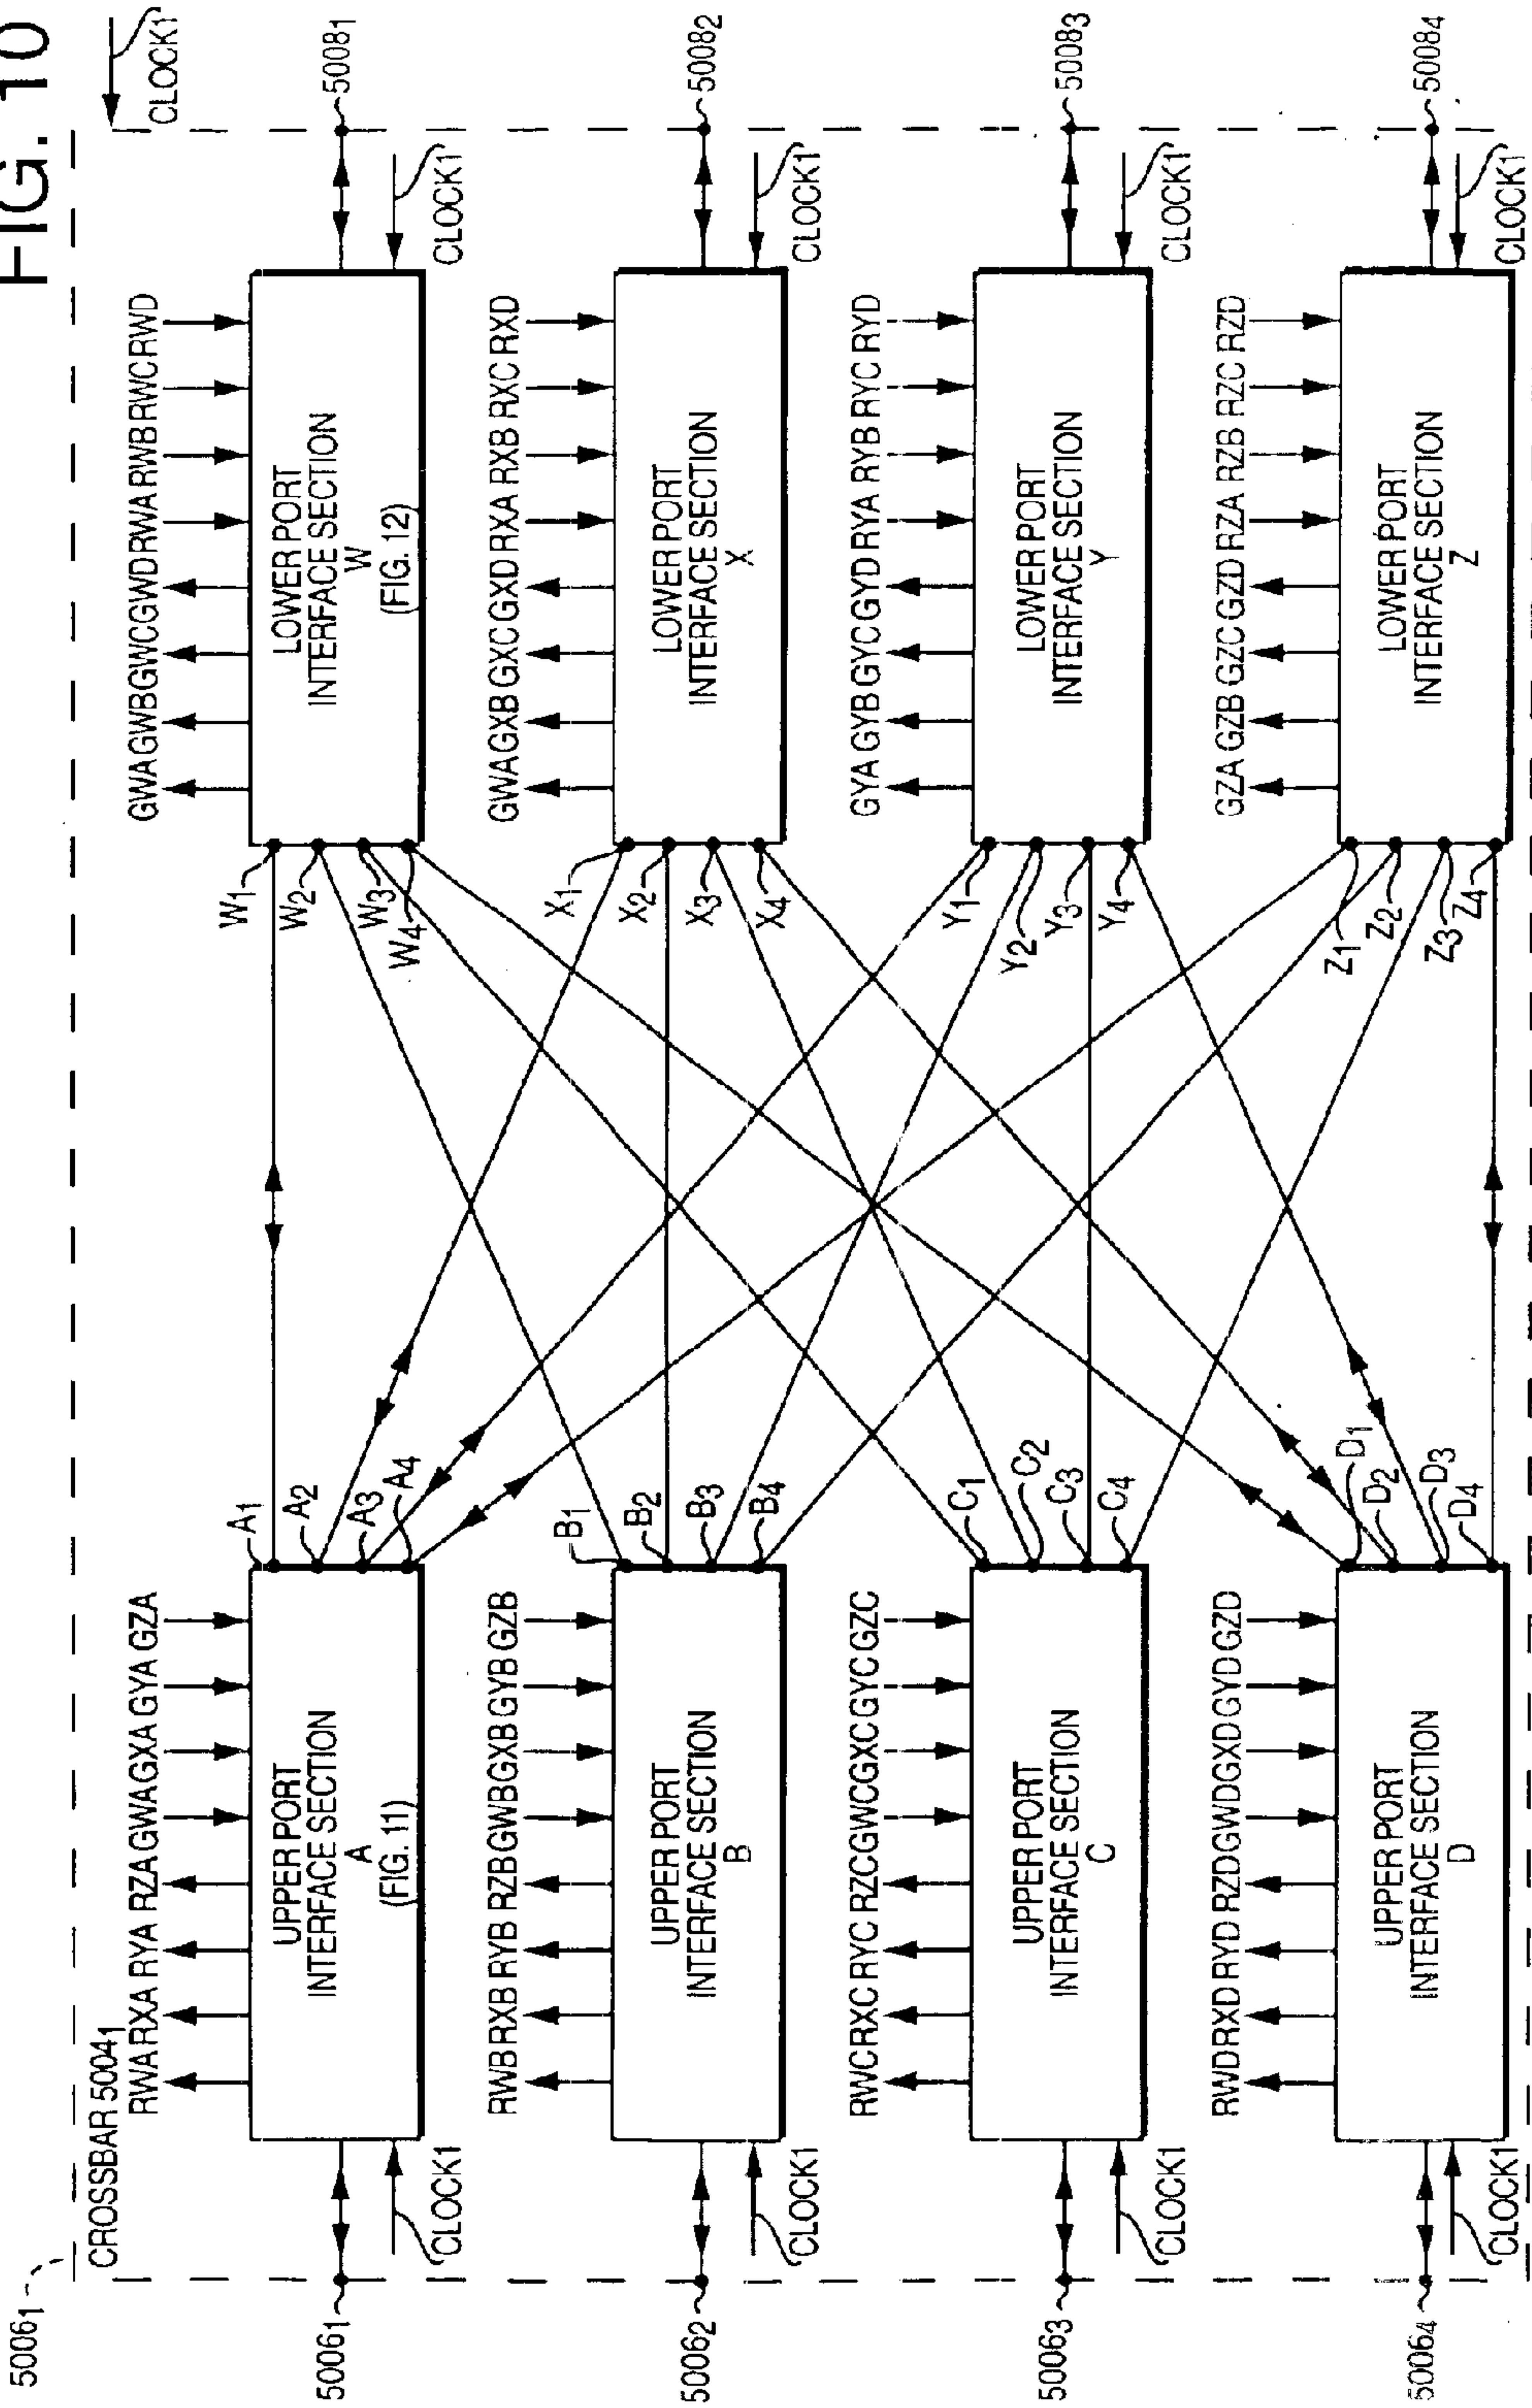 FIG. 10
5006₁
CROSSBAR 5004₁
CLOCK1
RWA RXA RYA RZA GWA GXA GYA GZA
GWA GWB GWC GWD RWA RWB RWC RWD
5006₁
UPPER PORT
INTERFACE SECTION
A
(FIG. 11)
CLOCK1
A₁
A₂
A₃
A₄
W₁
W₂
W₃
W₄
LOWER PORT
INTERFACE SECTION
W
(FIG. 12)
CLOCK1
5008₁
RWB RXB RYB RZB GWB GXB GYB GZB
GWA GXB GXC GXD RXA RXB RXC RXD
5006₂
UPPER PORT
INTERFACE SECTION
B
CLOCK1
B₁
B₂
B₃
B₄
X₁
X₂
X₃
X₄
LOWER PORT
INTERFACE SECTION
X
CLOCK1
5008₂
RWC RXC RYC RZC GWC GXC GYC GZC
GYA GYB GYC GYD RYA RYB RYC RYD
5006₃
UPPER PORT
INTERFACE SECTION
C
CLOCK1
C₁
C₂
C₃
C₄
Y₁
Y₂
Y₃
Y₄
LOWER PORT
INTERFACE SECTION
Y
CLOCK1
5008₃
RWD RXD RYD RZD GWD GXD GYD GZD
GZA GZB GZC GZD RZA RZB RZC RZD
5006₄
UPPER PORT
INTERFACE SECTION
D
CLOCK1
D₁
D₂
D₃
D₄
Z₁
Z₂
Z₃
Z₄
LOWER PORT
INTERFACE SECTION
Z
CLOCK1
5008₄